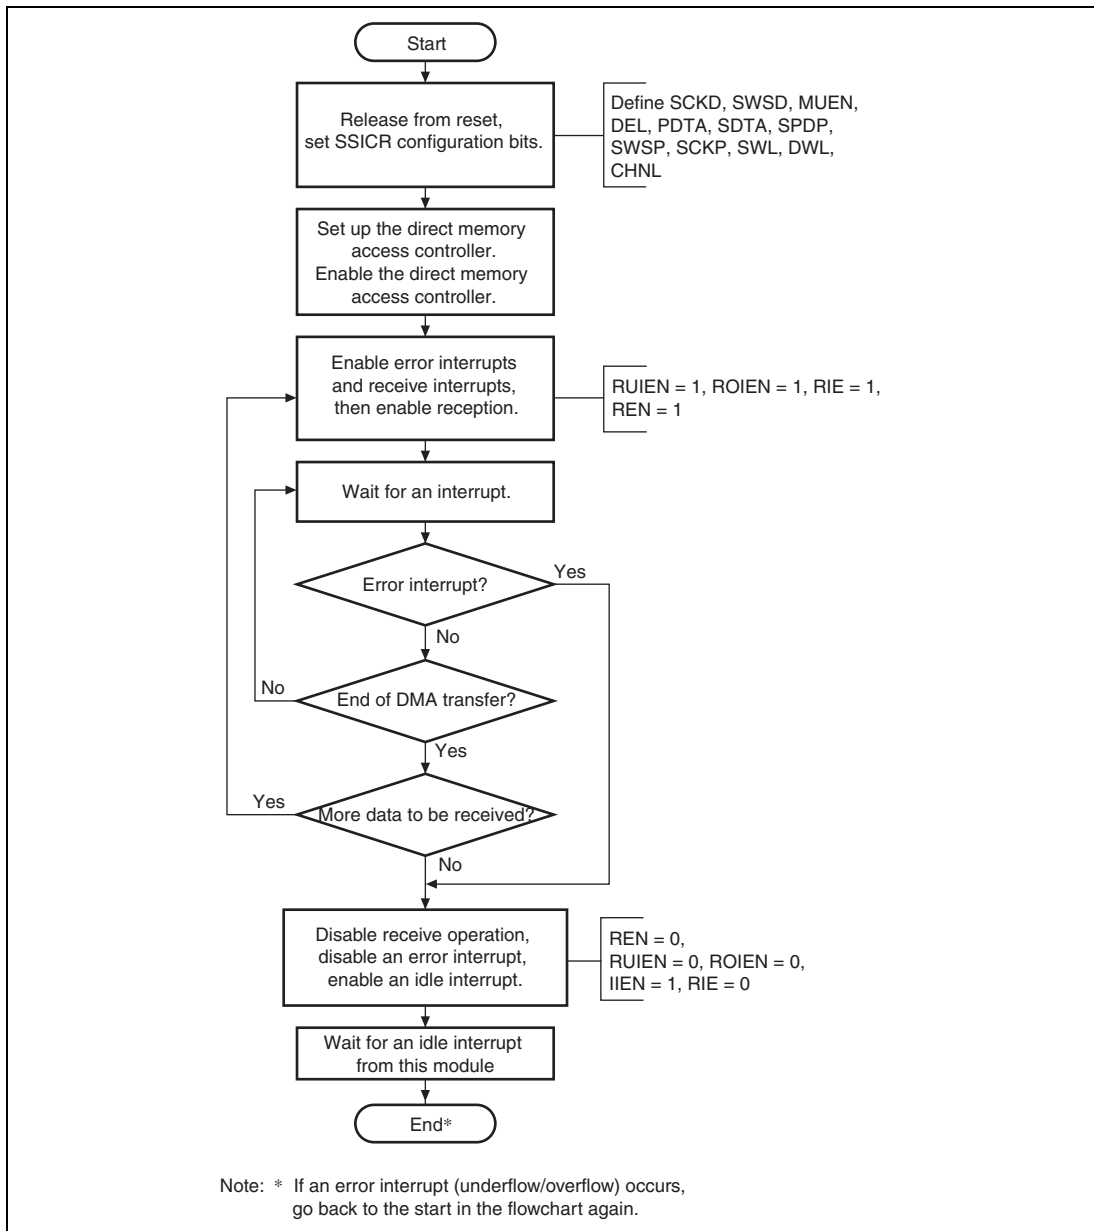 Start
Release from reset,
set SSICR configuration bits.
Define SCKD, SWSD, MUEN,
DEL, PDTA, SDTA, SPDP,
SWSP, SCKP, SWL, DWL,
CHNL
Set up the direct memory
access controller.
Enable the direct memory
access controller.
Enable error interrupts
and receive interrupts,
then enable reception.
RUIEN = 1, ROIEN = 1, RIE = 1,
REN = 1
Wait for an interrupt.
Error interrupt?
Yes
No
End of DMA transfer?
No
Yes
More data to be received?
Yes
No
Disable receive operation,
disable an error interrupt,
enable an idle interrupt.
REN = 0,
RUIEN = 0, ROIEN = 0,
IIEN = 1, RIE = 0
Wait for an idle interrupt
from this module
End*
Note: * If an error interrupt (underflow/overflow) occurs,
go back to the start in the flowchart again.